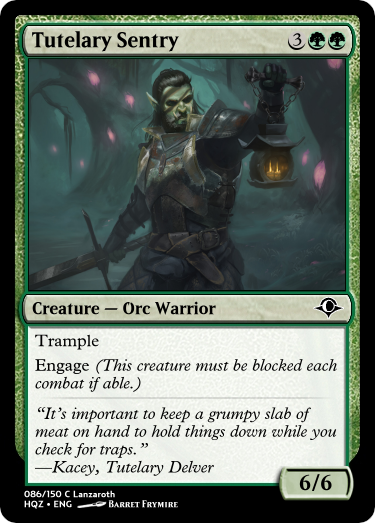 Tutelary Sentry 3
Creature — Orc Warrior
Trample
Engage (This creature must be blocked each
combat if able.)
“It’s important to keep a grumpy slab of
meat on hand to hold things down while you
check for traps.”
—Kacey, Tutelary Delver
6/6
086/150 C Lanzaroth
HQZ • ENG Barret Frymire